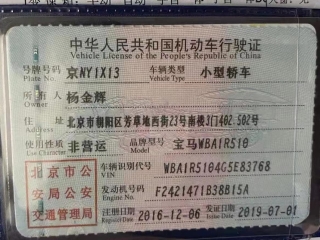 中华人民共和国机动车行驶证
Vehicle License of the People's Republic of China
号牌号码 京NY1X13 车辆类型 小型轿车
Plate No. Vehicle Type
所有人 杨金辉
Owner
住址 北京市朝阳区芳草地西街23号南楼3门402.502号
Address
使用性质 非营运 品牌型号 宝马WBA1R510
Use Character Model
北京市公安局公安交通管理局
车辆识别代号 WBA1R5104G5E83768
VIN
发动机号码 F2421471B38B15A
Engine No.
注册日期 2016-12-06 发证日期 2019-07-01
Register Date Issue Date